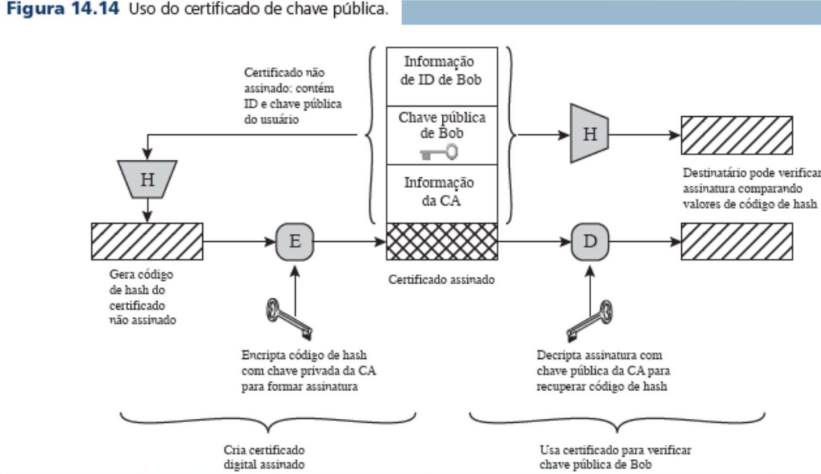 Figura 14.14 Uso do certificado de chave pública.
Certificado não
assinado: contém
ID e chave pública
do usuário
Informação
de ID de Bob
Chave pública
de Bob
Informação
da CA
H
H
Destinatário pode verificar
assinatura comparando
valores de código de hash
E
D
Gera código
de hash do
certificado
não assinado
Certificado assinado
Encripta código de hash
com chave privada da CA
para formar assinatura
Decripta assinatura com
chave pública da CA para
recuperar código de hash
Cria certificado
digital assinado
Usa certificado para verificar
chave pública de Bob